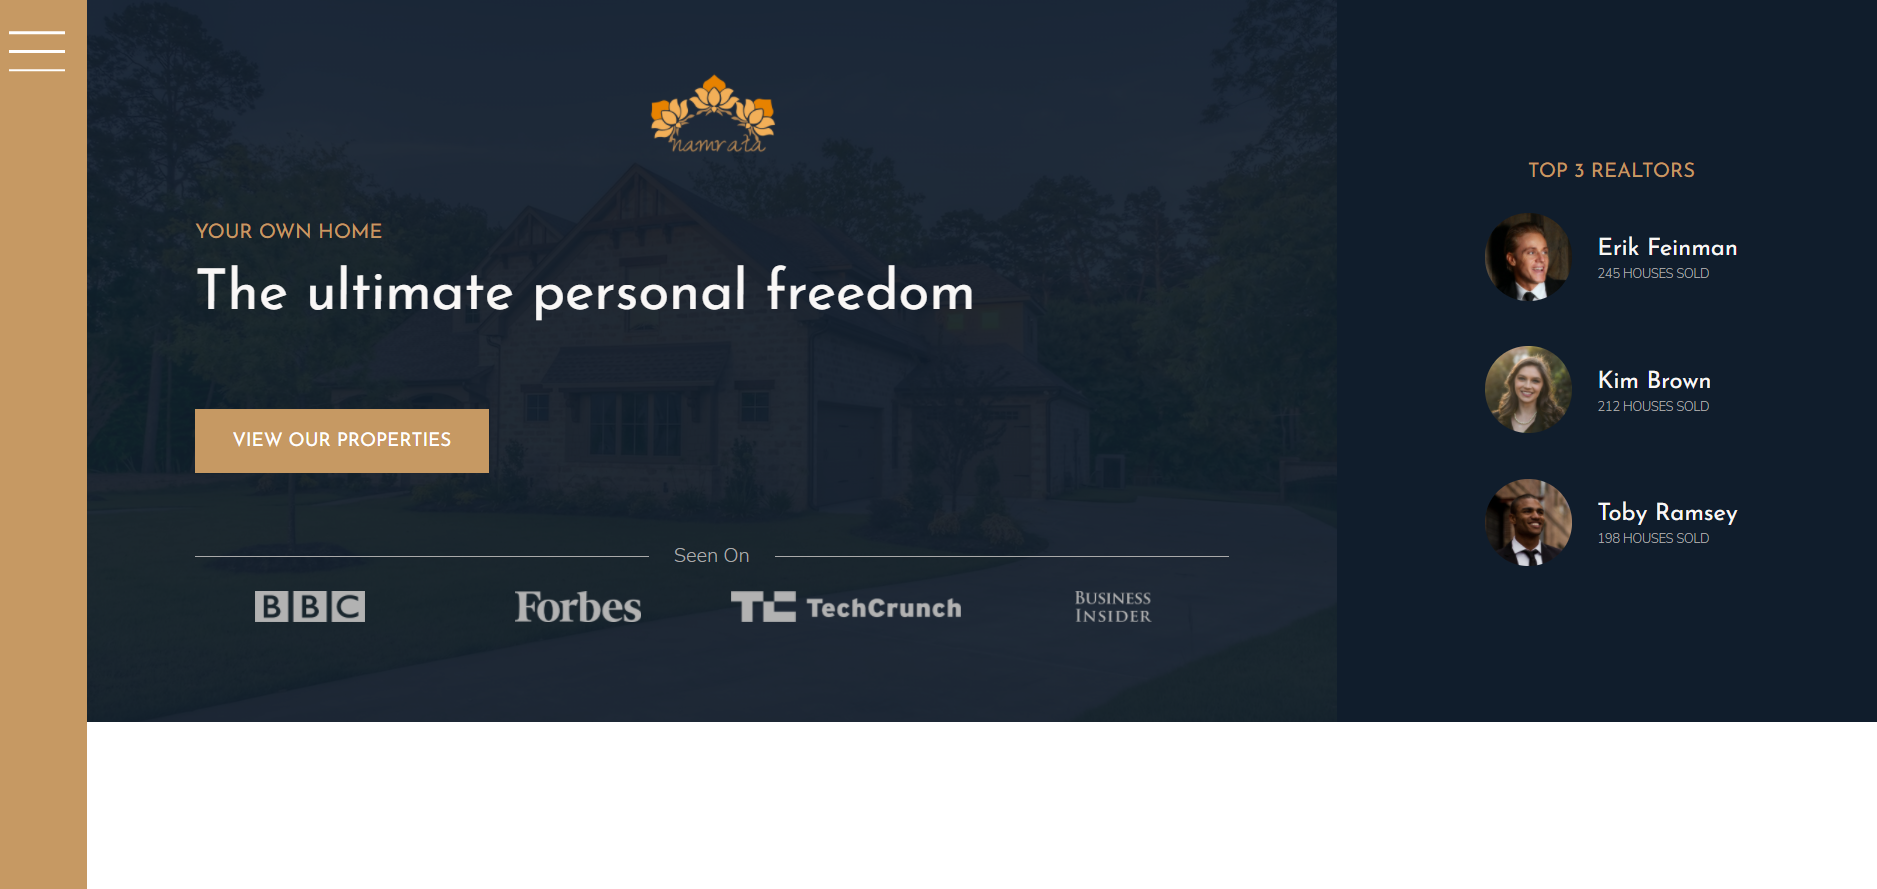 namrata
YOUR OWN HOME
The ultimate personal freedom
VIEW OUR PROPERTIES
Seen On
BBC
Forbes
TC TechCrunch
BUSINESS
INSIDER
TOP 3 REALTORS
Erik Feinman
245 HOUSES SOLD
Kim Brown
212 HOUSES SOLD
Toby Ramsey
198 HOUSES SOLD